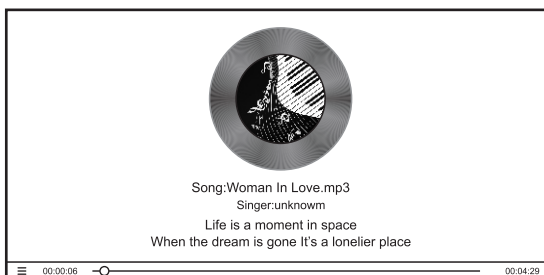 Song:Woman In Love.mp3
Singer:unknowm
Life is a moment in space
When the dream is gone It's a lonelier place
00:00:06
00:04:29